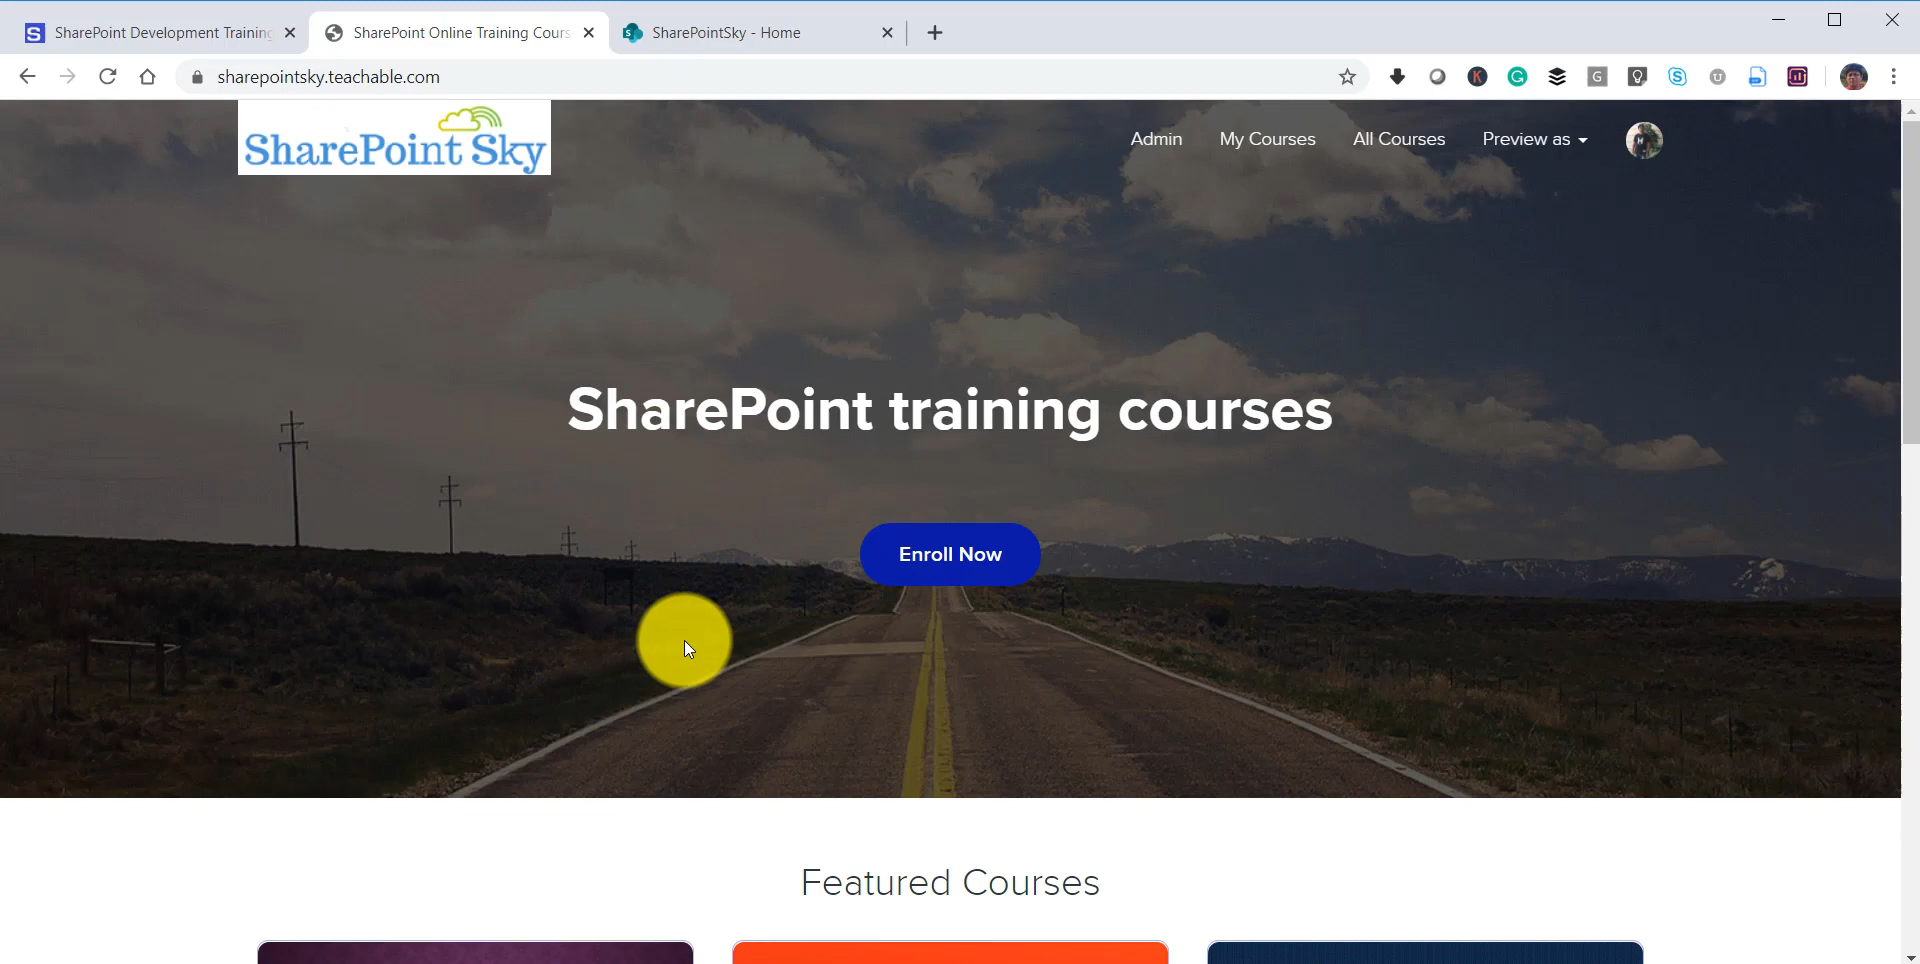 SharePoint Development Training
SharePoint Online Training Cours
SharePointSky - Home
sharepointsky.teachable.com
SharePoint Sky
Admin
My Courses
All Courses
Preview as
SharePoint training courses
Enroll Now
Featured Courses